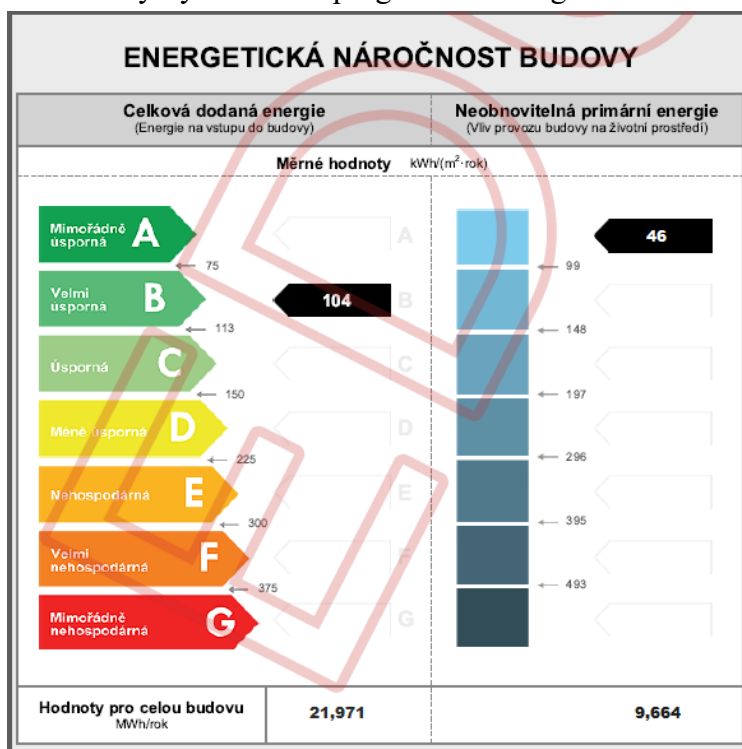 ENERGETICKÁ NÁROČNOST BUDOVY
Celková dodaná energie
(Energie na vstupu do budovy)
Neobnovitelná primární energie
(Vliv provozu budovy na životní prostředí)
Měrné hodnoty kWh/(m²·rok)
Mimořádně
úsporná A
A
46
75
99
Velmi
úsporná B
104
B
113
148
Úsporná C
C
150
197
Méně úsporná D
D
225
296
Nehospodárná E
E
300
395
Velmi
nehospodárná F
F
375
493
Mimořádně
nehospodárná G
G
Hodnoty pro celou budovu
MWh/rok
21,971
9,664